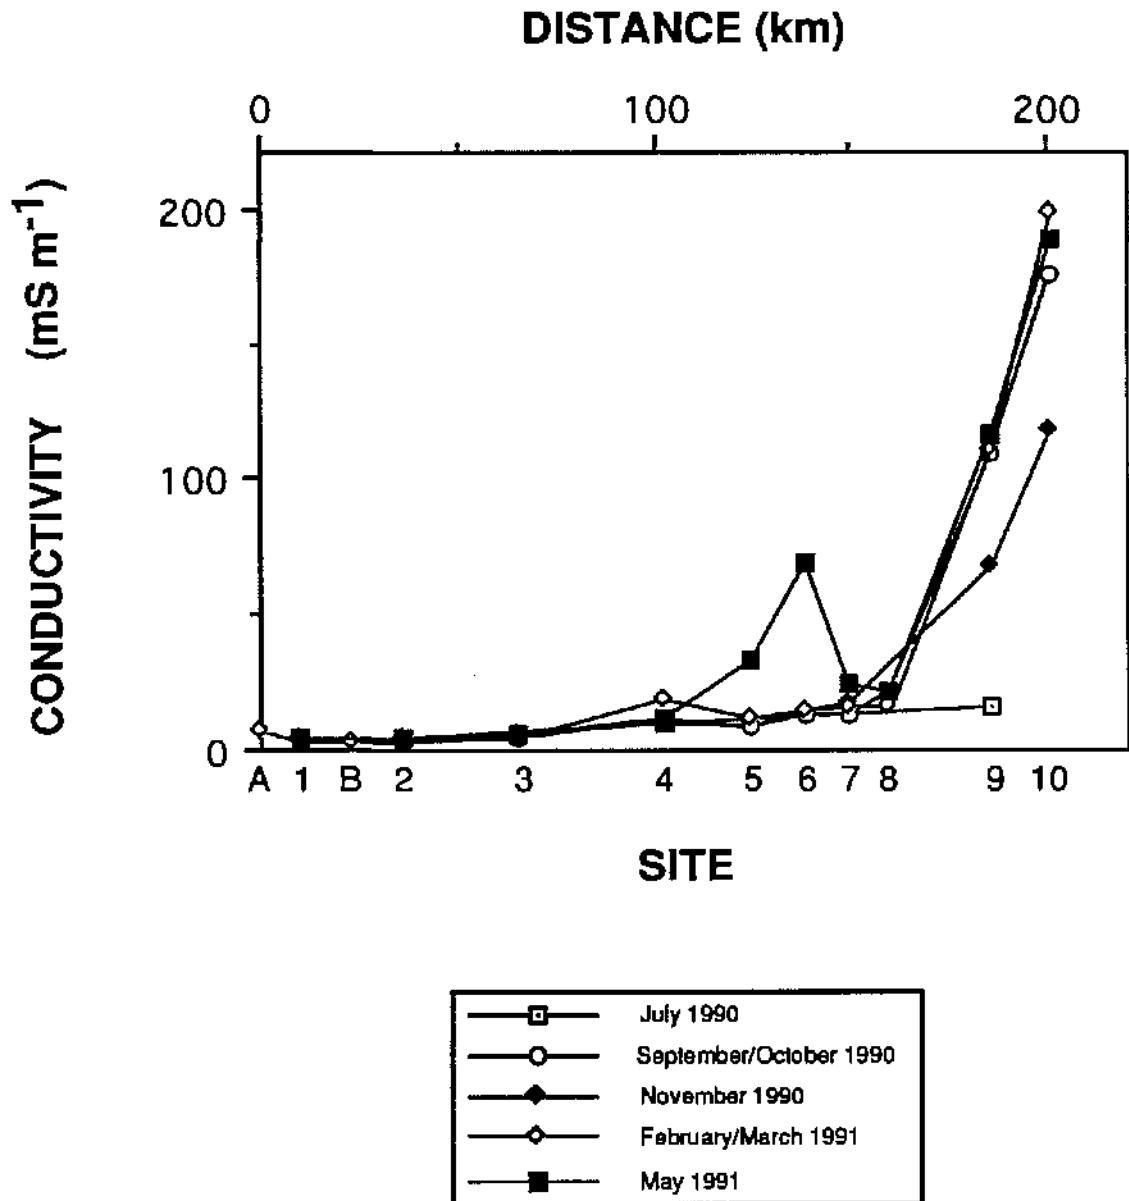 DISTANCE (km)
0 100 200
CONDUCTIVITY (mS m-1)
200
100
0
A 1 B 2 3 4 5 6 7 8 9 10
SITE
July 1990
September/October 1990
November 1990
February/March 1991
May 1991